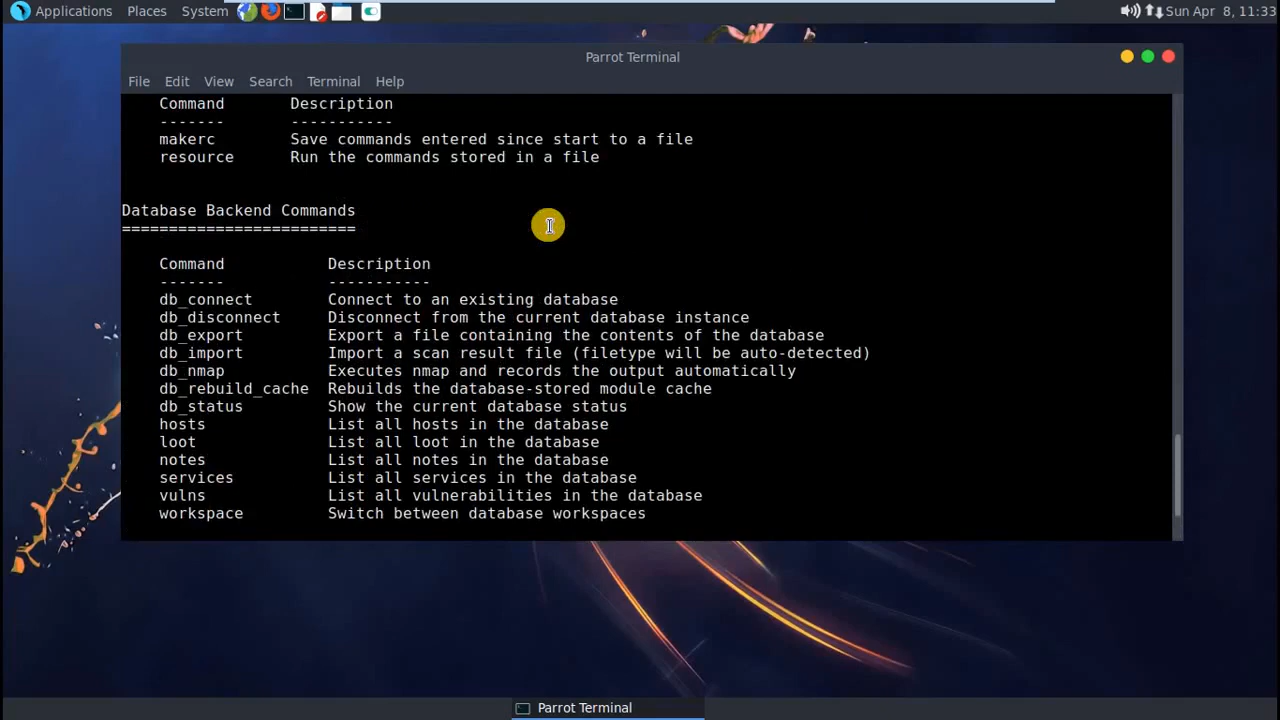 Applications Places System Sun Apr 8, 11:33
Parrot Terminal
File Edit View Search Terminal Help
Command Description
------- -----------
makerc Save commands entered since start to a file
resource Run the commands stored in a file
Database Backend Commands
=========================
Command Description
------- -----------
db_connect Connect to an existing database
db_disconnect Disconnect from the current database instance
db_export Export a file containing the contents of the database
db_import Import a scan result file (filetype will be auto-detected)
db_nmap Executes nmap and records the output automatically
db_rebuild_cache Rebuilds the database-stored module cache
db_status Show the current database status
hosts List all hosts in the database
loot List all loot in the database
notes List all notes in the database
services List all services in the database
vulns List all vulnerabilities in the database
workspace Switch between database workspaces
Parrot Terminal